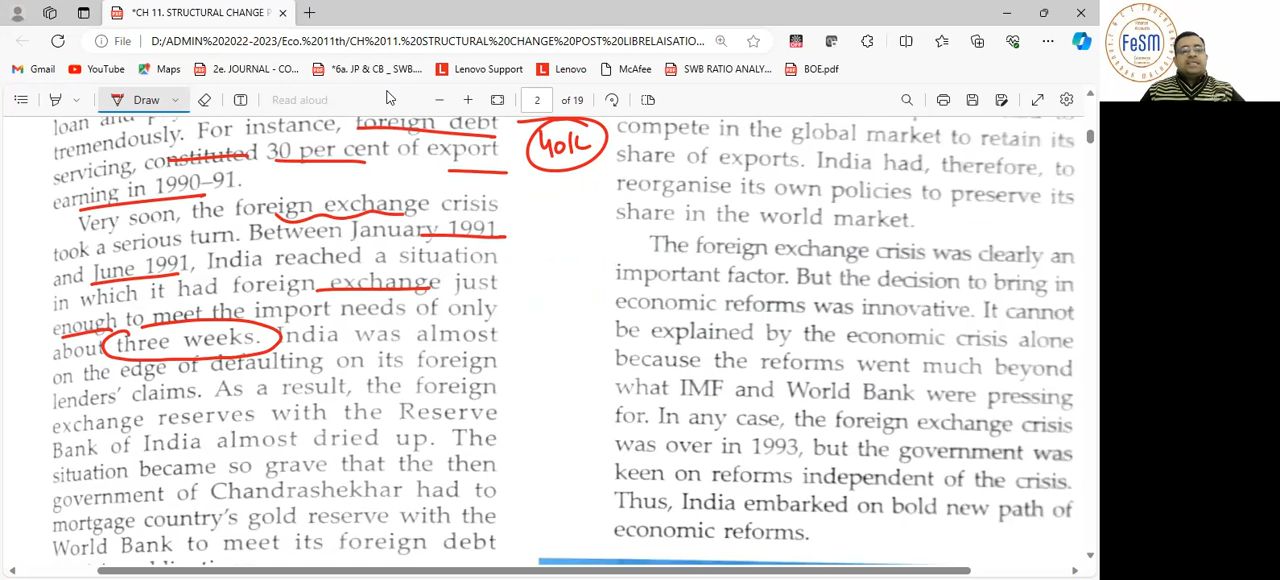 *CH 11. STRUCTURAL CHANGE P
File
D:/ADMIN%202022-2023/Eco.%2011th/CH%2011.%20STRUCTURAL%20CHANGE%20POST%20LIBRELAISATIO...
Gmail
YouTube
Maps
2e. JOURNAL - CO...
*6a. JP & CB _ SWB...
Lenovo Support
Lenovo
McAfee
SWB RATIO ANALY...
BOE.pdf
Draw
Read aloud
2
of 19
FeSM
loan and
tremendously. For instance, foreign debt
servicing, constituted 30 per cent of export
earning in 1990–91.
Very soon, the foreign exchange crisis
took a serious turn. Between January 1991
and June 1991, India reached a situation
in which it had foreign exchange just
enough to meet the import needs of only
about three weeks. India was almost
on the edge of defaulting on its foreign
lenders' claims. As a result, the foreign
exchange reserves with the Reserve
Bank of India almost dried up. The
situation became so grave that the then
government of Chandrashekhar had to
mortgage country's gold reserve with the
World Bank to meet its foreign debt
compete in the global market to retain its
share of exports. India had, therefore, to
reorganise its own policies to preserve its
share in the world market.
The foreign exchange crisis was clearly an
important factor. But the decision to bring in
economic reforms was innovative. It cannot
be explained by the economic crisis alone
because the reforms went much beyond
what IMF and World Bank were pressing
for. In any case, the foreign exchange crisis
was over in 1993, but the government was
keen on reforms independent of the crisis.
Thus, India embarked on bold new path of
economic reforms.